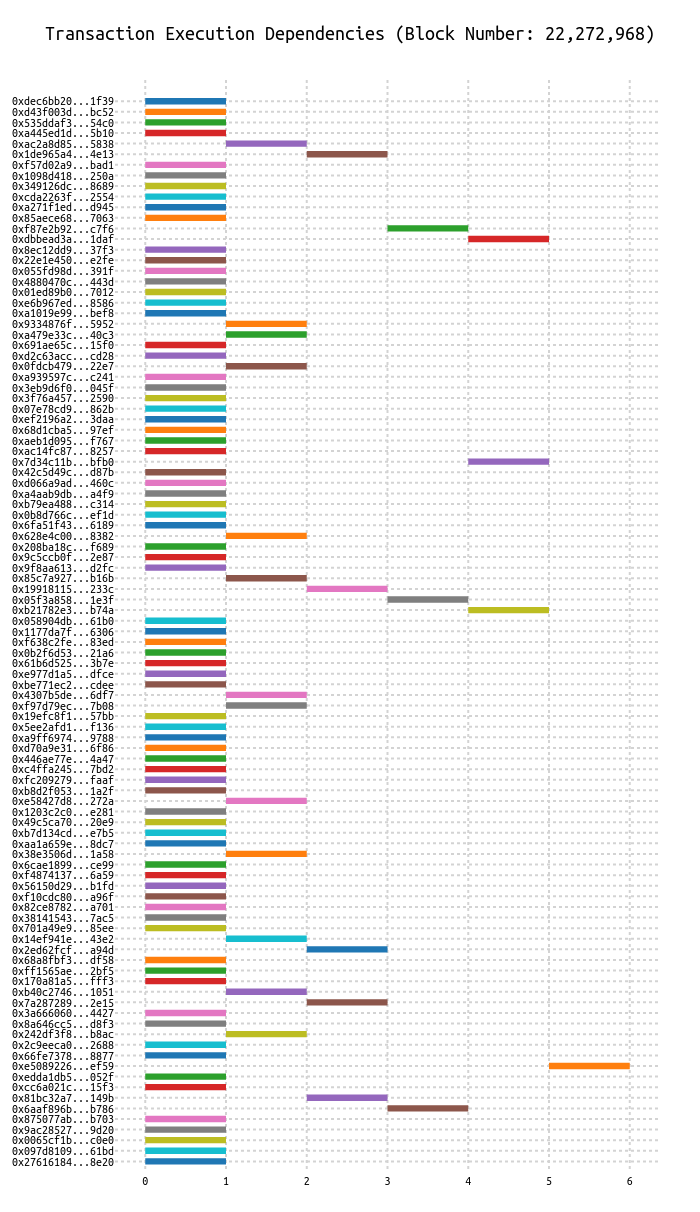 Transaction Execution Dependencies (Block Number: 22,272,968)
0xdec6bb20...1f39
0xd43f003d...bc52
0x535ddaf3...54c0
0xa445ed1d...5b10
0xac2a8d85...5838
0x1de965a4...4e13
0xf57d02a9...bad1
0x1098d418...250a
0x349126dc...8689
0xcda2263f...2554
0xa271f1ed...d945
0x85aece68...7063
0xf87e2b92...c7f6
0xdbbead3a...1daf
0x8ec12dd9...37f3
0x22e1e450...e2fe
0x055fd98d...391f
0x4880470c...443d
0x01ed89b0...7012
0xe6b967ed...8586
0xa1019e99...bef8
0x9334876f...5952
0xa479e33c...40c3
0x691ae65c...15f0
0xd2c63acc...cd28
0x0fdcb479...22e7
0xa939597c...c241
0x3eb9d6f0...045f
0x3f76a457...2590
0x07e78cd9...862b
0xef2196a2...3daa
0x68d1cba5...97ef
0xaeb1d095...f767
0xac14fc87...8257
0x7d34c11b...bfb0
0x42c5d49c...d87b
0xd066a9ad...460c
0xa4aab9db...a4f9
0xb79ea488...c314
0x0b8d766c...ef1d
0x6fa51f43...6189
0x628e4c00...8382
0x208ba18c...f689
0x9c5ccb0f...2e87
0x9f8aa613...d2fc
0x85c7a927...b16b
0x19918115...233c
0x05f3a858...1e3f
0xb21782e3...b74a
0x058904db...61b0
0x1177da7f...6306
0xf638c2fe...83ed
0x0b2f6d53...21a6
0x61b6d525...3b7e
0xe977d1a5...dfce
0xbe771ec2...cdee
0x4307b5de...6df7
0xf97d79ec...7b08
0x19efc8f1...57bb
0x5ee2afd1...f136
0xa9ff6974...9788
0xd70a9e31...6f86
0x446ae77e...4a47
0xc4ffa245...7bd2
0xfc209279...faaf
0xb8d2f053...1a2f
0xe58427d8...272a
0x1203c2c0...e281
0x49c5ca70...20e9
0xb7d134cd...e7b5
0xaa1a659e...8dc7
0x38e3506d...1a58
0x6cae1899...ce99
0xf4874137...6a59
0x56150d29...b1fd
0xf10cdc80...a96f
0x82ce8782...a701
0x38141543...7ac5
0x701a49e9...85ee
0x14ef941e...43e2
0x2ed62fcf...a94d
0x68a8fbf3...df58
0xff1565ae...2bf5
0x170a81a5...fff3
0xb40c2746...1051
0x7a287289...2e15
0x3a666060...4427
0x8a646cc5...d8f3
0x242df3f8...b8ac
0x2c9eeca0...2688
0x66fe7378...8877
0xe5089226...ef59
0xedda1db5...052f
0xcc6a021c...15f3
0x81bc32a7...149b
0x6aaf896b...b786
0x875077ab...b703
0x9ac28527...9d20
0x0065cf1b...c0e0
0x097d8109...61bd
0x27616184...8e20
0 1 2 3 4 5 6